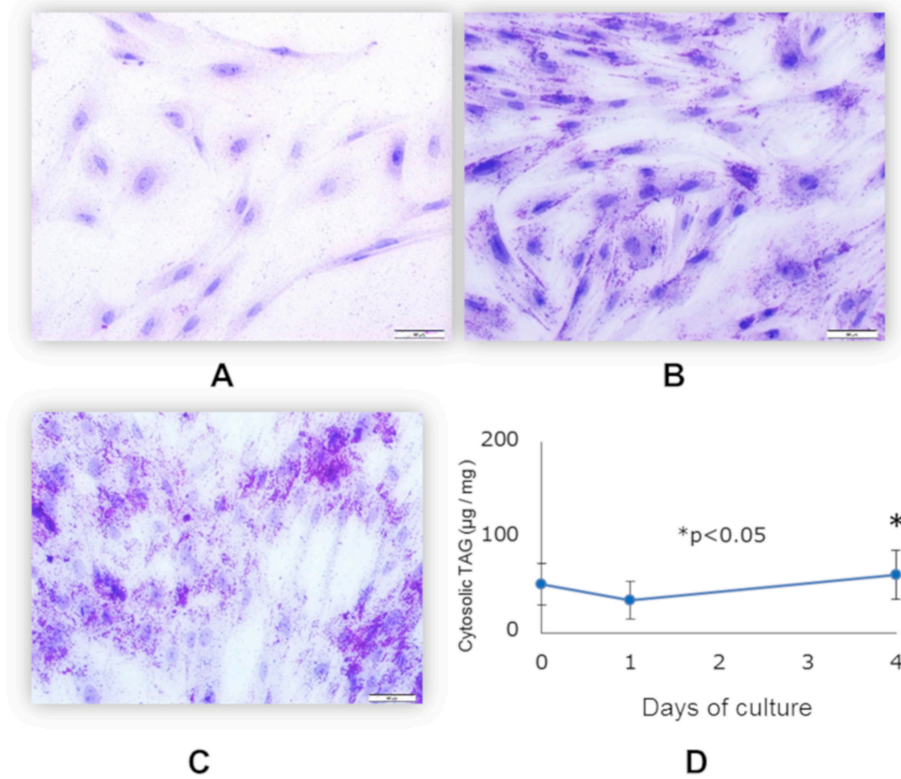 A
B
200
100
0
Cytosolic TAG (µg / mg )
*p<0.05
*
0 1 2 3 4
Days of culture
C
D